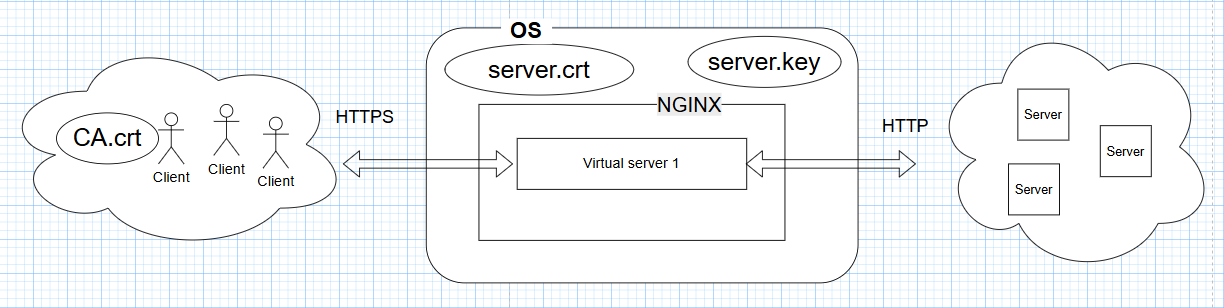 OS
server.crt
server.key
NGINX
HTTPS
HTTP
CA.crt
Client
Client
Client
Virtual server 1
Server
Server
Server